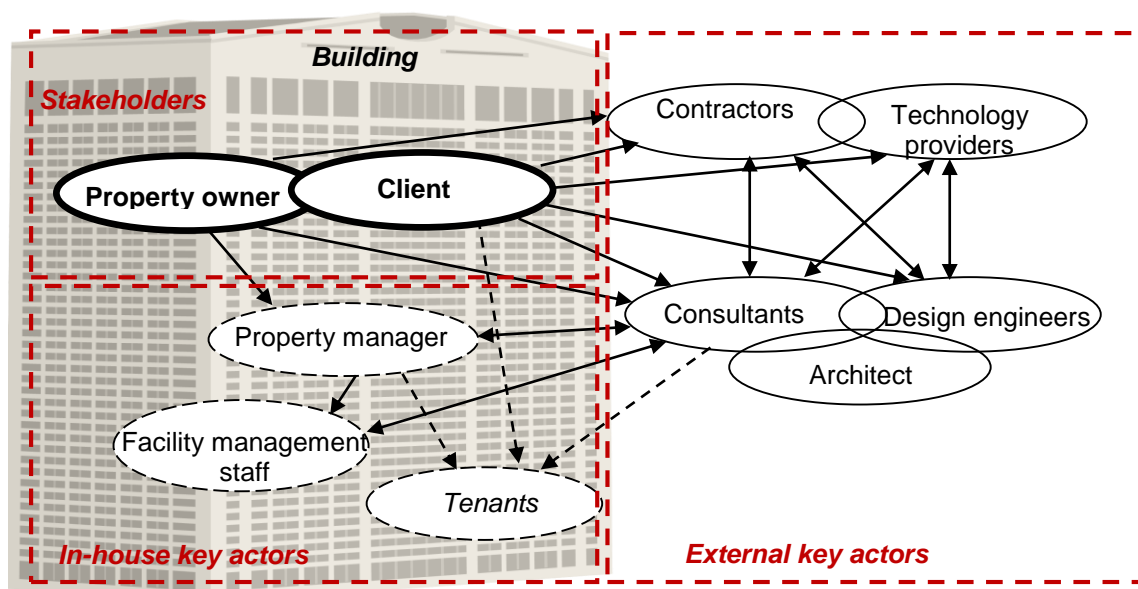 Building
Stakeholders
Contractors
Technology
providers
Property owner
Client
Property manager
Consultants
Design engineers
Architect
Facility management
staff
Tenants
In-house key actors
External key actors